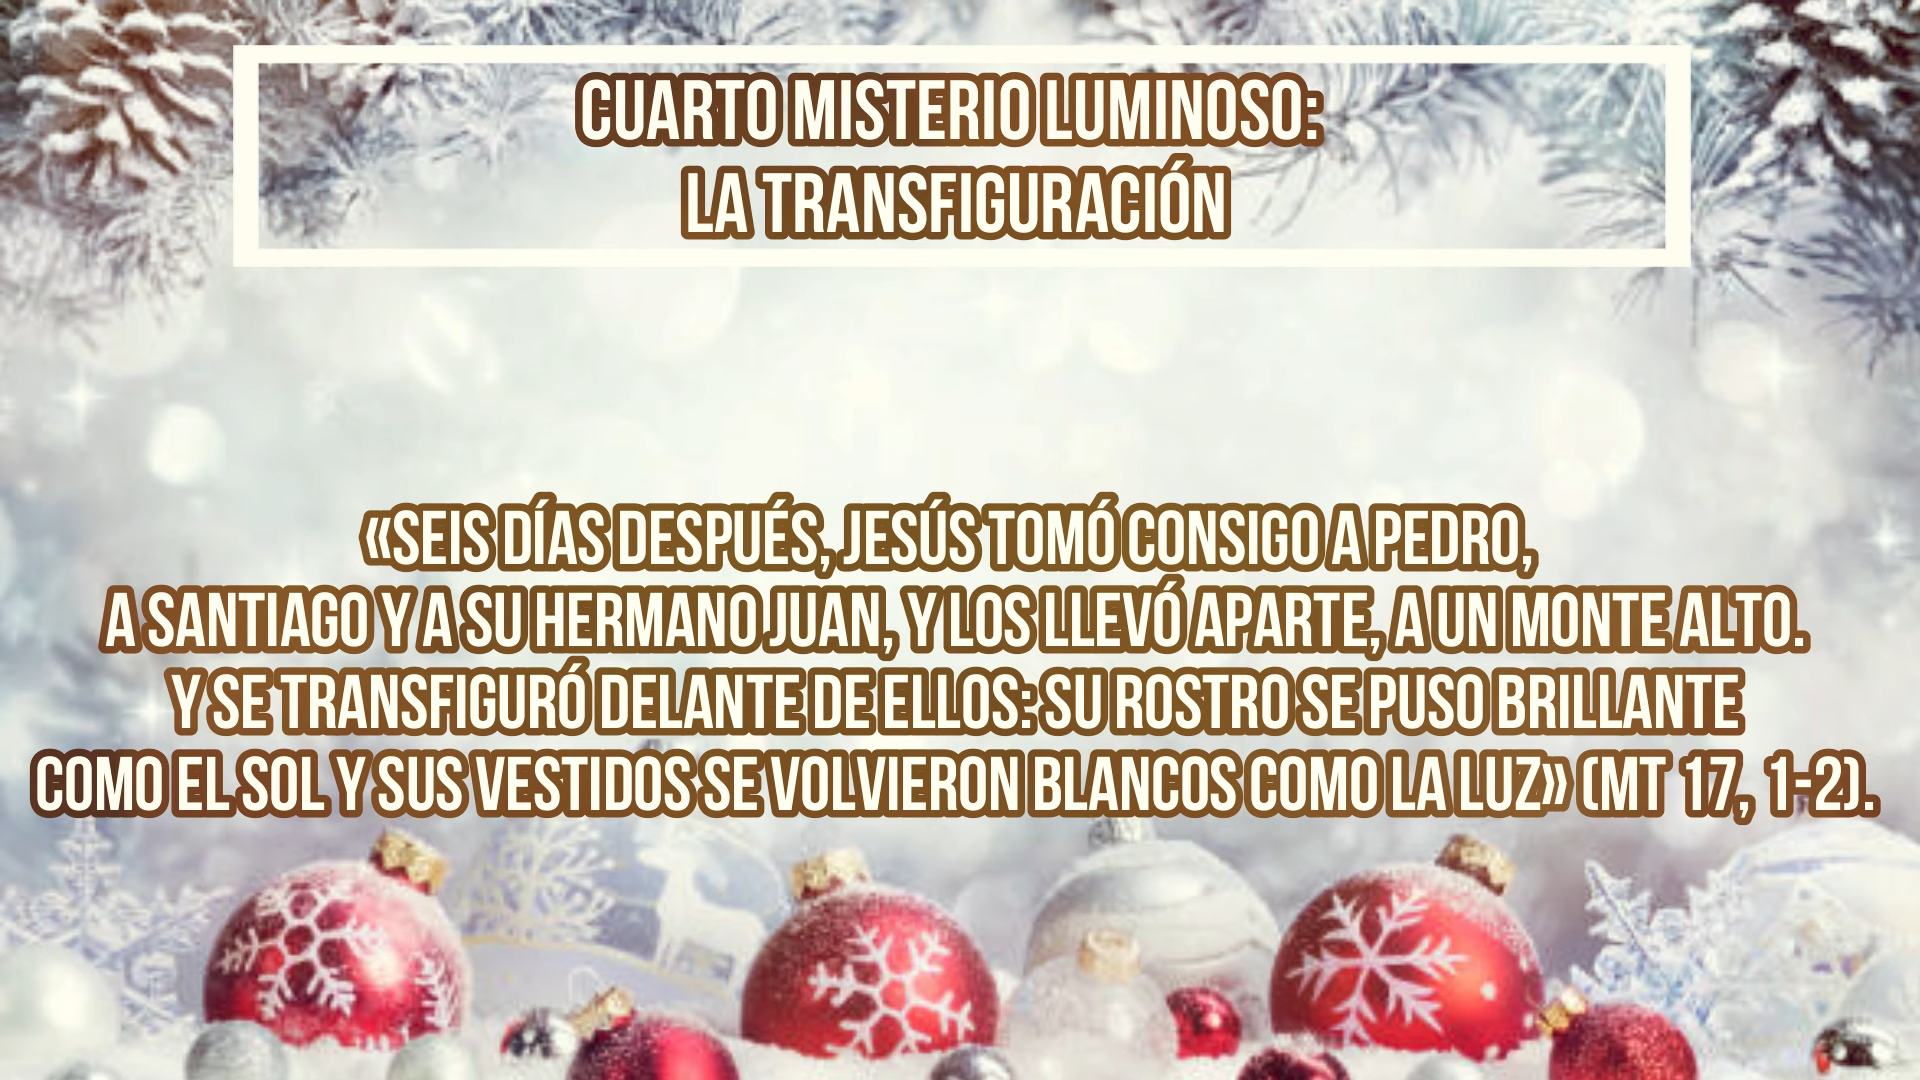 CUARTO MISTERIO LUMINOSO:
LA TRANSFIGURACIÓN
«SEIS DÍAS DESPUÉS, JESÚS TOMÓ CONSIGO A PEDRO,
A SANTIAGO Y A SU HERMANO JUAN, Y LOS LLEVÓ APARTE, A UN MONTE ALTO.
Y SE TRANSFIGURÓ DELANTE DE ELLOS: SU ROSTRO SE PUSO BRILLANTE
COMO EL SOL Y SUS VESTIDOS SE VOLVIERON BLANCOS COMO LA LUZ» (MT 17, 1-2).